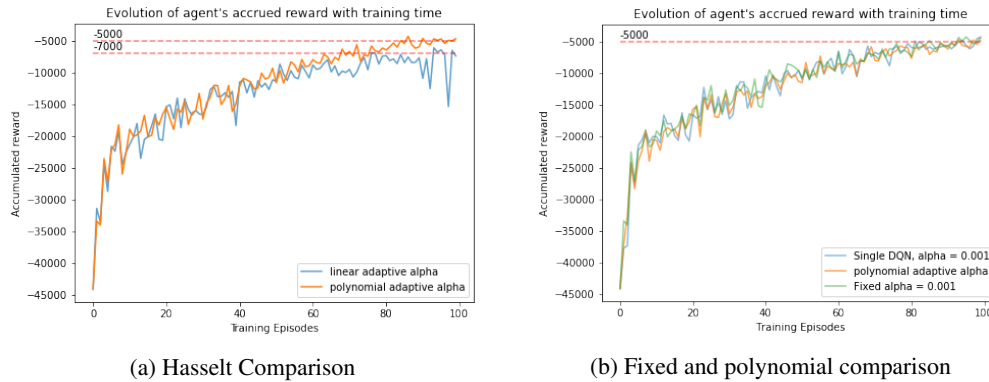 Evolution of agent's accrued reward with training time
-5000
-7000
−5000
−10000
−15000
−20000
−25000
−30000
−35000
−40000
−45000
Accumulated reward
0
20
40
60
80
100
Training Episodes
linear adaptive alpha
polynomial adaptive alpha
(a) Hasselt Comparison
Evolution of agent's accrued reward with training time
-5000
−5000
−10000
−15000
−20000
−25000
−30000
−35000
−40000
−45000
Accumulated reward
0
20
40
60
80
100
Training Episodes
Single DQN, alpha = 0.001
polynomial adaptive alpha
Fixed alpha = 0.001
(b) Fixed and polynomial comparison